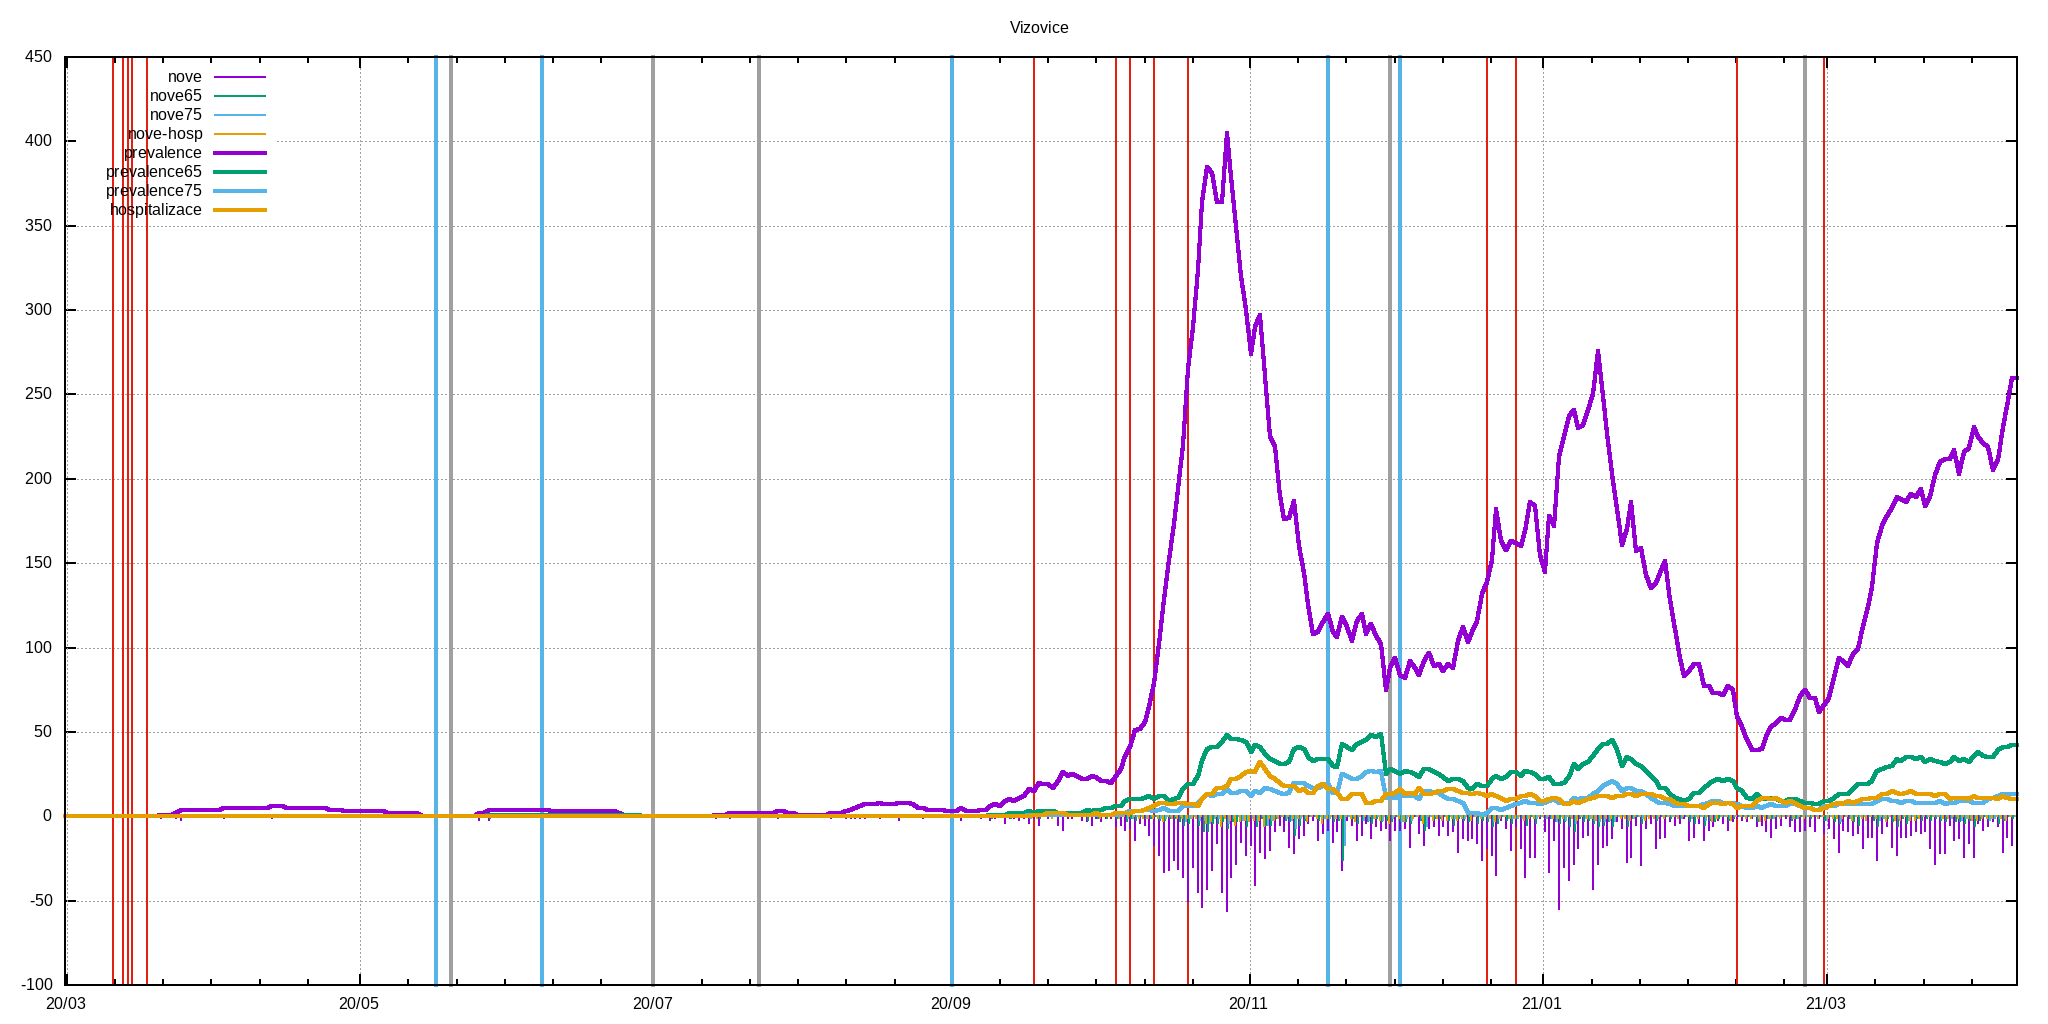 Vizovice
450
400
350
300
250
200
150
100
50
0
-50
-100
nove
nove65
nove75
nove-hosp
prevalence
prevalence65
prevalence75
hospitalizace
20/03 20/05 20/07 20/09 20/11 21/01 21/03